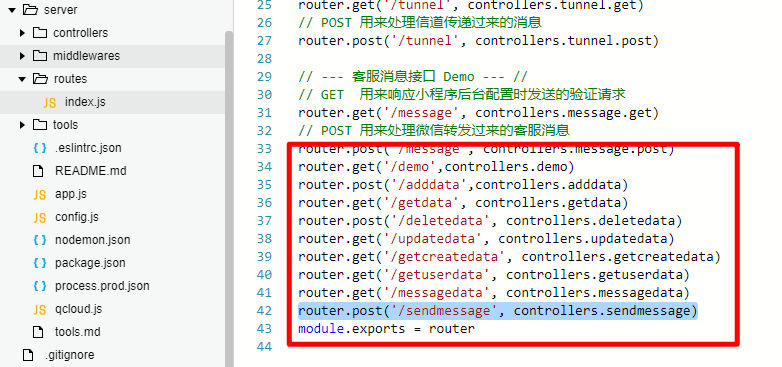 server
controllers
middlewares
routes
index.js
tools
.eslintrc.json
README.md
app.js
config.js
nodemon.json
package.json
process.prod.json
qcloud.js
tools.md
.gitignore
25 router.get('/tunnel', controllers.tunnel.get)
26 // POST 用来处理信道传递过来的消息
27 router.post('/tunnel', controllers.tunnel.post)
28
29 // --- 客服消息接口 Demo --- //
30 // GET 用来响应小程序后台配置时发送的验证请求
31 router.get('/message', controllers.message.get)
32 // POST 用来处理微信转发过来的客服消息
33 router.post('/message', controllers.message.post)
34 router.get('/demo',controllers.demo)
35 router.post('/adddata',controllers.adddata)
36 router.get('/getdata', controllers.getdata)
37 router.post('/deletedata', controllers.deletedata)
38 router.get('/updatedata', controllers.updatedata)
39 router.get('/getcreatedata', controllers.getcreatedata)
40 router.get('/getuserdata', controllers.getuserdata)
41 router.get('/messagedata', controllers.messagedata)
42 router.post('/sendmessage', controllers.sendmessage)
43 module.exports = router
44